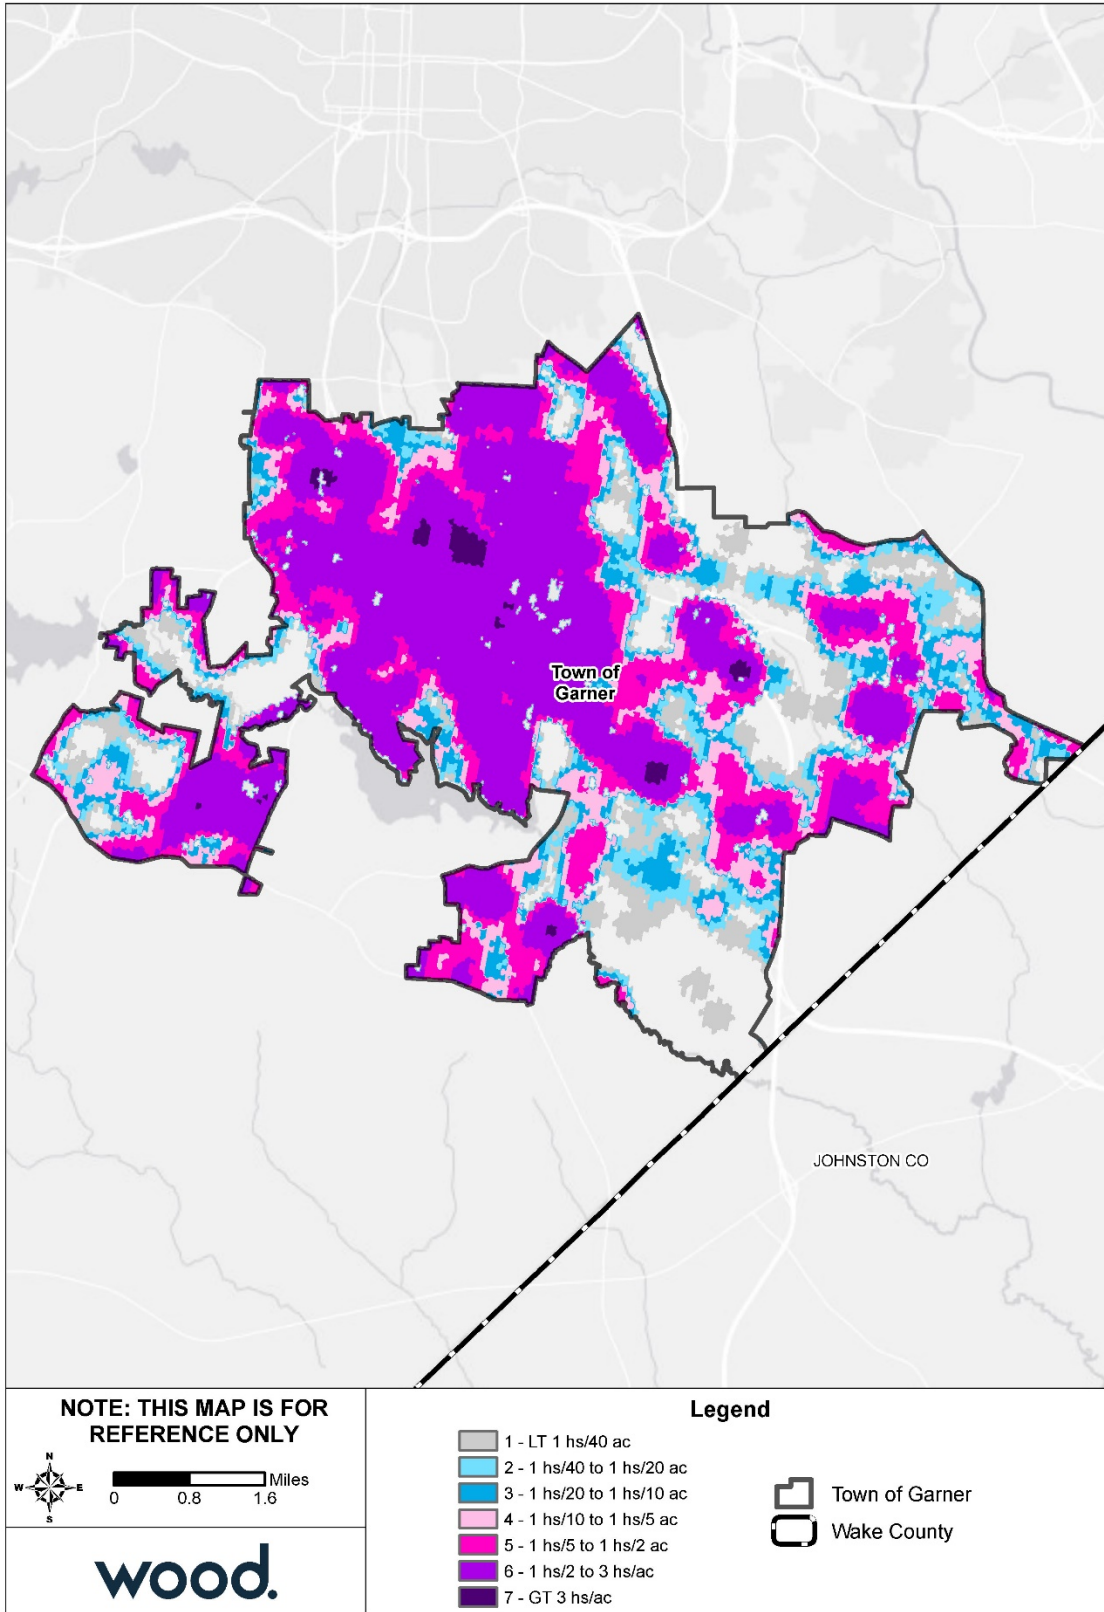 Town of
Garner
JOHNSTON CO
NOTE: THIS MAP IS FOR
REFERENCE ONLY
N
W E
S
Miles
0 0.8 1.6
wood.
Legend
1 - LT 1 hs/40 ac
2 - 1 hs/40 to 1 hs/20 ac
3 - 1 hs/20 to 1 hs/10 ac
4 - 1 hs/10 to 1 hs/5 ac
5 - 1 hs/5 to 1 hs/2 ac
6 - 1 hs/2 to 3 hs/ac
7 - GT 3 hs/ac
Town of Garner
Wake County